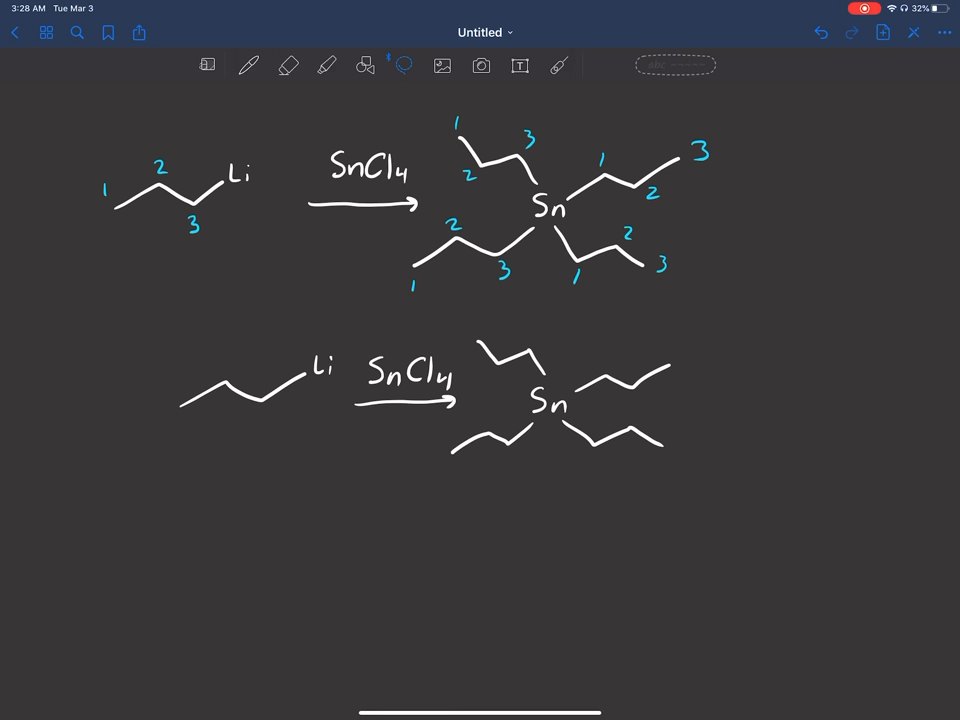 3:28 AM Tue Mar 3
32%
Untitled
T
1 2 3 Li
SnCl4
1 2 3
1 2 3
Sn
1 2 3
1 2 3
Li
SnCl4
Sn